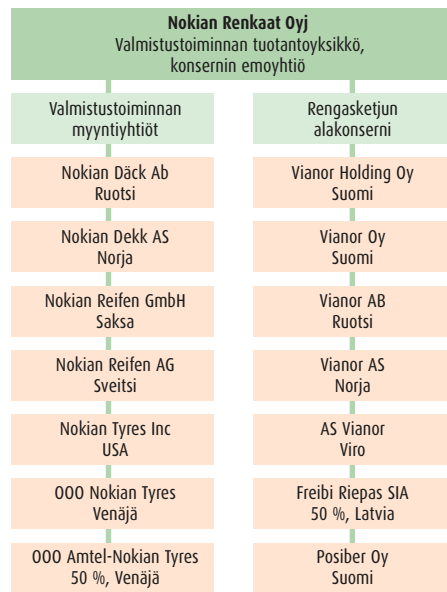 Nokian Renkaat Oyj
Valmistustoiminnan tuotantoyksikkö,
konsernin emoyhtiö
Valmistustoiminnan
myyntiyhtiöt
Nokian Däck Ab
Ruotsi
Nokian Dekk AS
Norja
Nokian Reifen GmbH
Saksa
Nokian Reifen AG
Sveitsi
Nokian Tyres Inc
USA
OOO Nokian Tyres
Venäjä
OOO Amtel-Nokian Tyres
50 %, Venäjä
Rengasketjun
alakonserni
Vianor Holding Oy
Suomi
Vianor Oy
Suomi
Vianor AB
Ruotsi
Vianor AS
Norja
AS Vianor
Viro
Freibi Riepas SIA
50 %, Latvia
Posiber Oy
Suomi